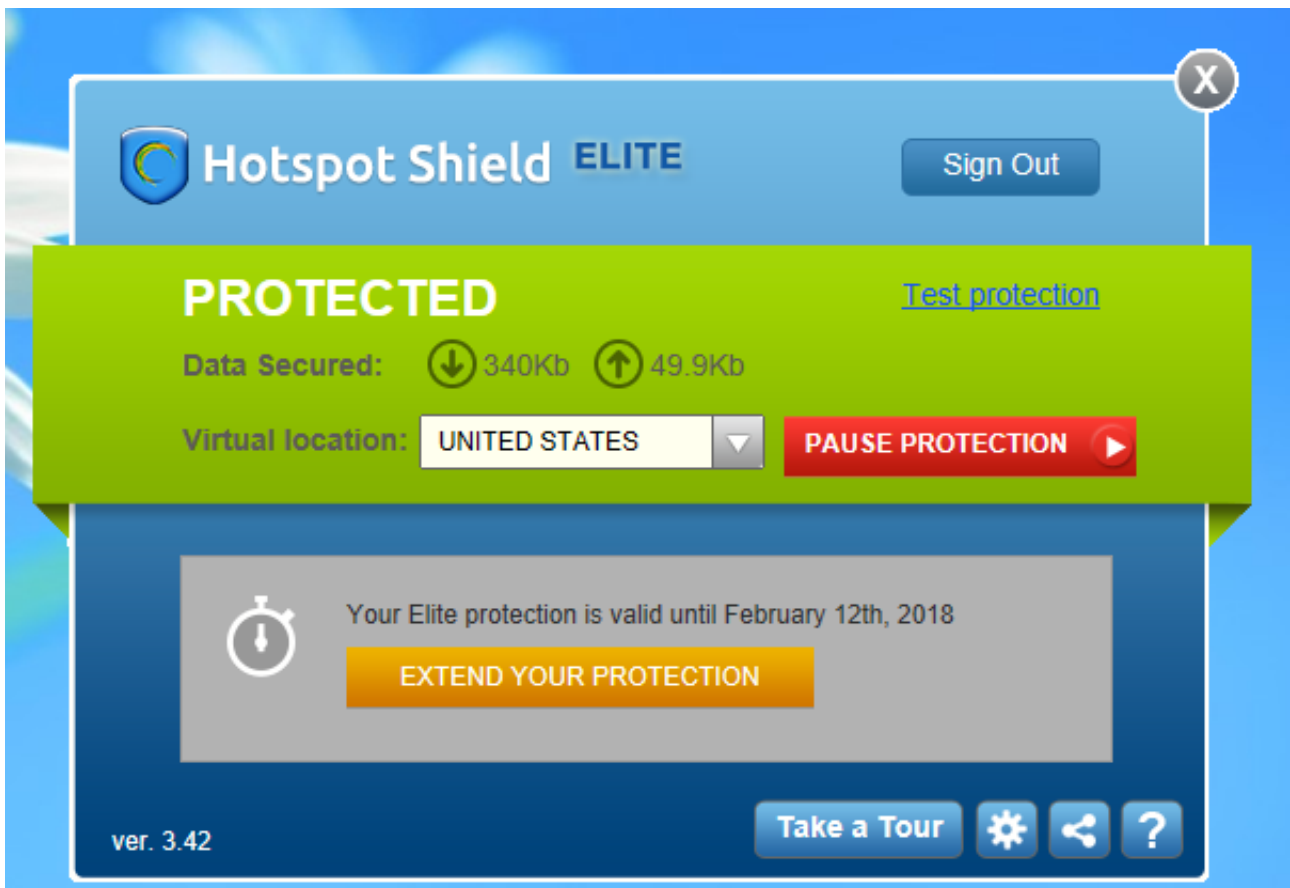 X
Hotspot Shield ELITE
Sign Out
PROTECTED
Test protection
Data Secured: 340Kb 49.9Kb
Virtual location: UNITED STATES PAUSE PROTECTION
Your Elite protection is valid until February 12th, 2018
EXTEND YOUR PROTECTION
ver. 3.42
Take a Tour ?